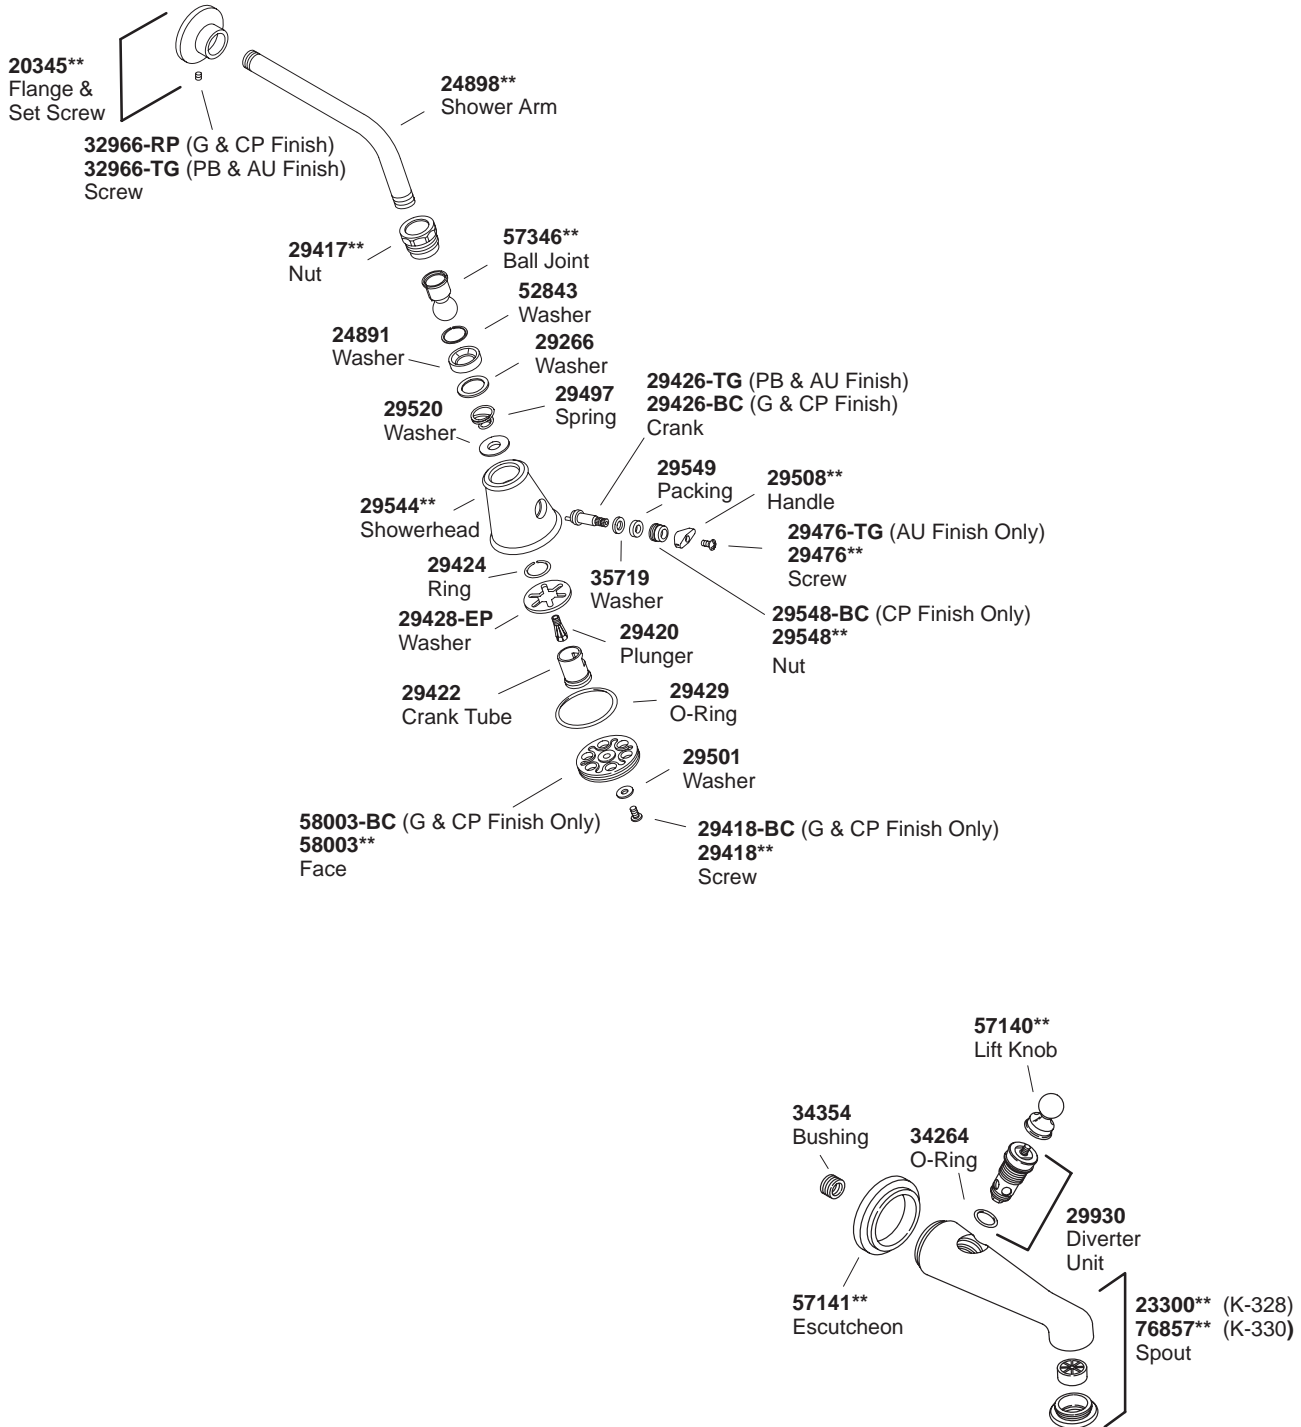 20345**
Flange &
Set Screw
24898**
Shower Arm
32966-RP (G & CP Finish)
32966-TG (PB & AU Finish)
Screw
29417**
Nut
57346**
Ball Joint
52843
Washer
24891
Washer
29266
Washer
29426-TG (PB & AU Finish)
29426-BC (G & CP Finish)
Crank
29497
Spring
29520
Washer
29549
Packing
29508**
Handle
29544**
Showerhead
29476-TG (AU Finish Only)
29476**
Screw
29424
Ring
35719
Washer
29428-EP
Washer
29548-BC (CP Finish Only)
29548**
Nut
29420
Plunger
29422
Crank Tube
29429
O-Ring
29501
Washer
58003-BC (G & CP Finish Only)
58003**
Face
29418-BC (G & CP Finish Only)
29418**
Screw
57140**
Lift Knob
34354
Bushing
34264
O-Ring
29930
Diverter
Unit
57141**
Escutcheon
23300** (K-328)
76857** (K-330)
Spout